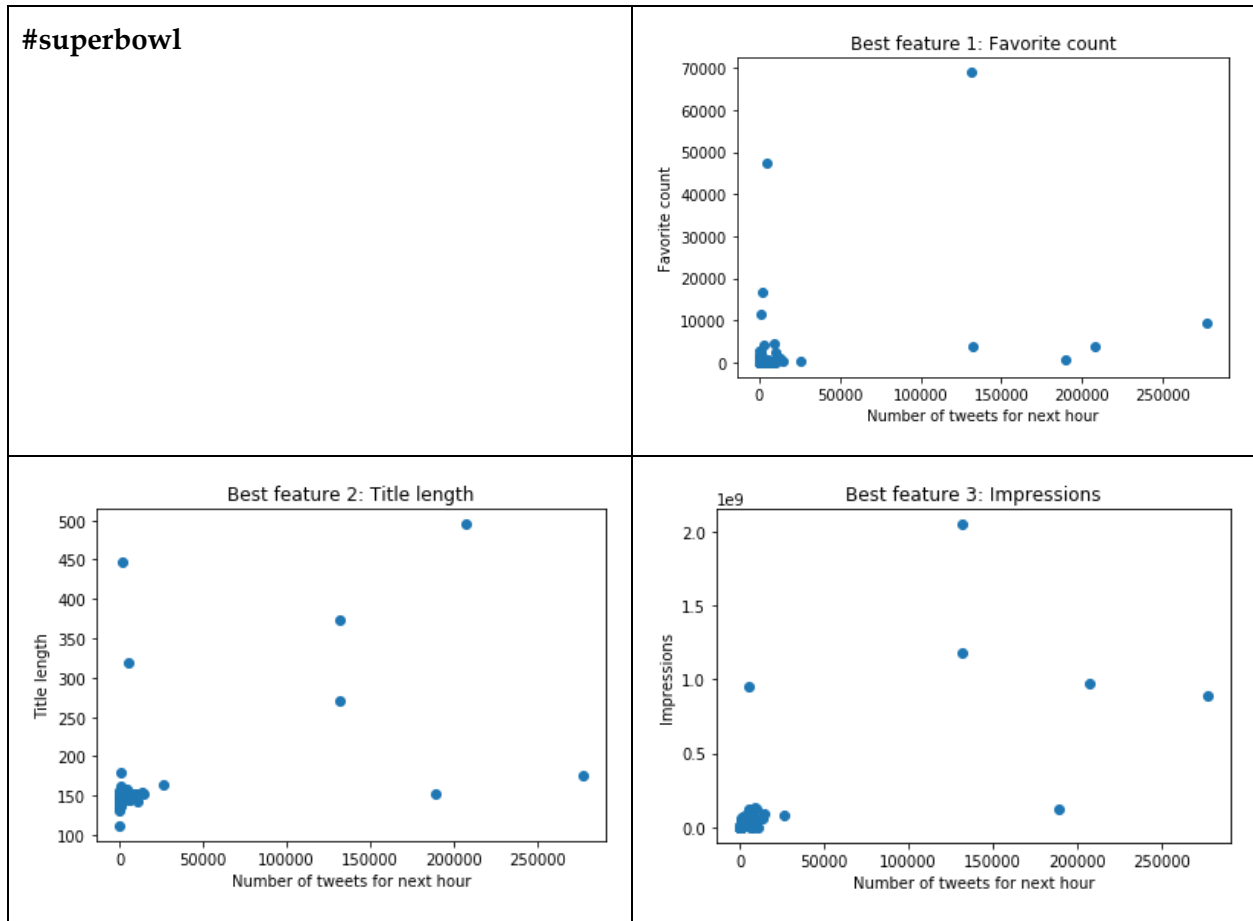 #superbowl
Best feature 1: Favorite count
70000
60000
50000
40000
30000
20000
10000
0
Favorite count
0 50000 100000 150000 200000 250000
Number of tweets for next hour
Best feature 2: Title length
500
450
400
350
300
250
200
150
100
Title length
0 50000 100000 150000 200000 250000
Number of tweets for next hour
Best feature 3: Impressions
1e9
2.0
1.5
1.0
0.5
0.0
Impressions
0 50000 100000 150000 200000 250000
Number of tweets for next hour